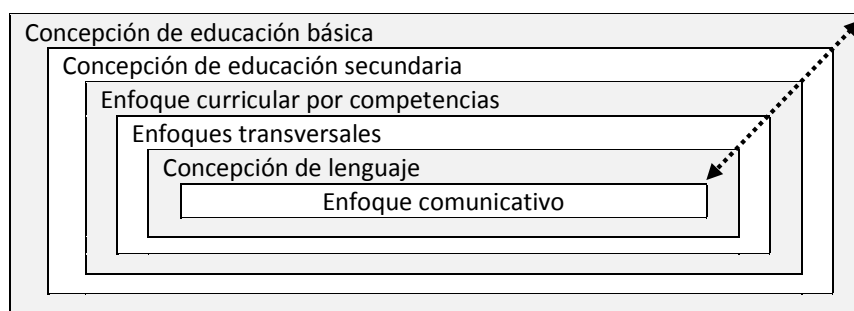 Concepción de educación básica
Concepción de educación secundaria
Enfoque curricular por competencias
Enfoques transversales
Concepción de lenguaje
Enfoque comunicativo